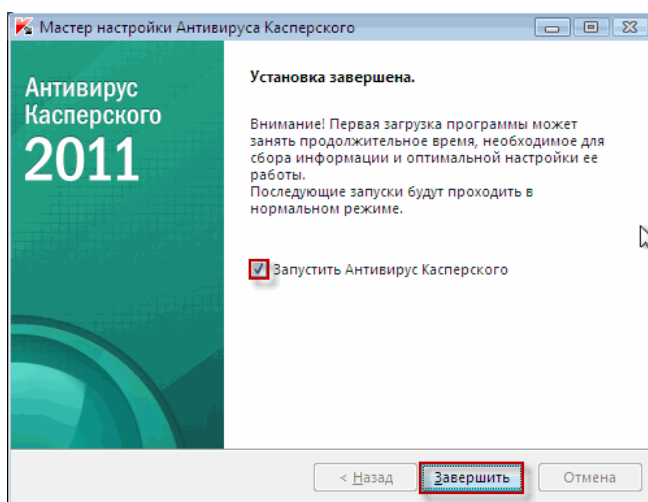 Мастер настройки Антивируса Касперского
Антивирус
Касперского
2011
Установка завершена.
Внимание! Первая загрузка программы может
занять продолжительное время, необходимое для
сбора информации и оптимальной настройки ее
работы.
Последующие запуски будут проходить в
нормальном режиме.
Запустить Антивирус Касперского
< Назад
Завершить
Отмена